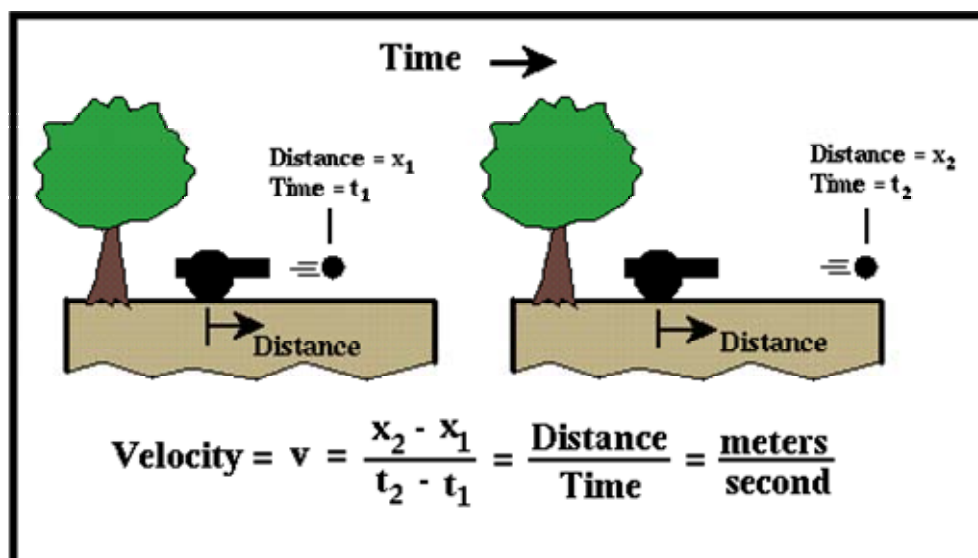 Time
Distance = x₁
Time = t₁
Distance = x₂
Time = t₂
Distance
Distance
Velocity = v = x₂ - x₁ / t₂ - t₁ = Distance / Time = meters / second